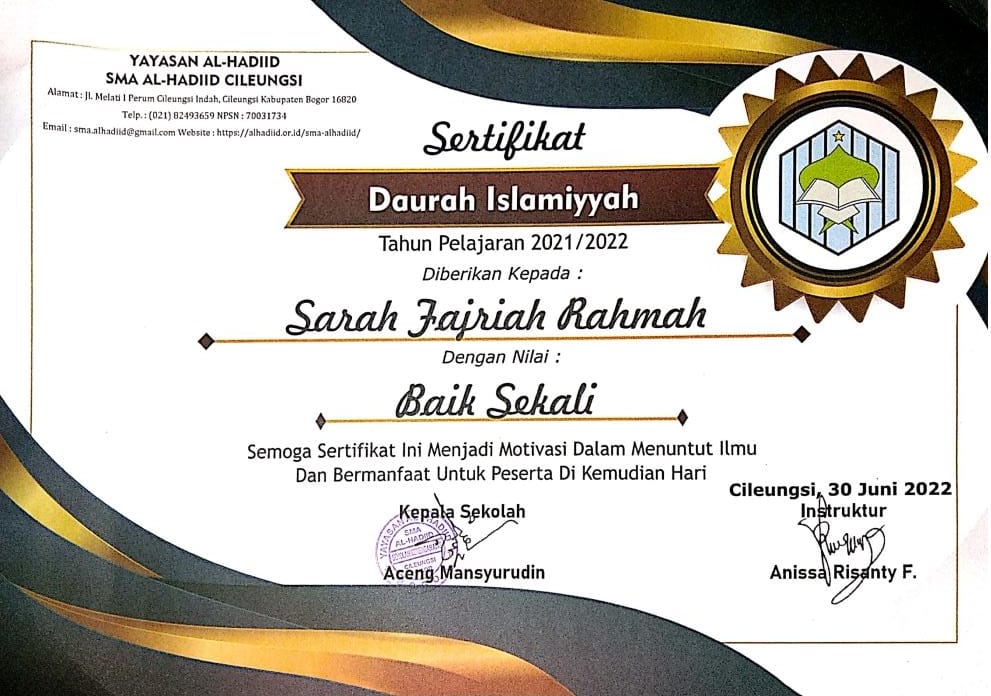 YAYASAN AL-HADIID
SMA AL-HADIID CILEUNGSI
Alamat : Jl. Melati I Perum Cileungsi Indah, Cileungsi Kabupaten Bogor 16820
Telp. : (021) 82493659 NPSN : 70031734
Email : sma.alhadiid@gmail.com Website : https://alhadiid.or.id/sma-alhadiid/
Sertifikat
Daurah Islamiyyah
Tahun Pelajaran 2021/2022
Diberikan Kepada :
Sarah Fajriah Rahmah
Dengan Nilai :
Baik Sekali
Semoga Sertifikat Ini Menjadi Motivasi Dalam Menuntut Ilmu
Dan Bermanfaat Untuk Peserta Di Kemudian Hari
Cileungsi, 30 Juni 2022
Kepala Sekolah
Instruktur
YAYASAN AL-HADIID
SMA
AL-HADIID
CILEUNGSI
Aceng Mansyurudin
Anissa Risanty F.